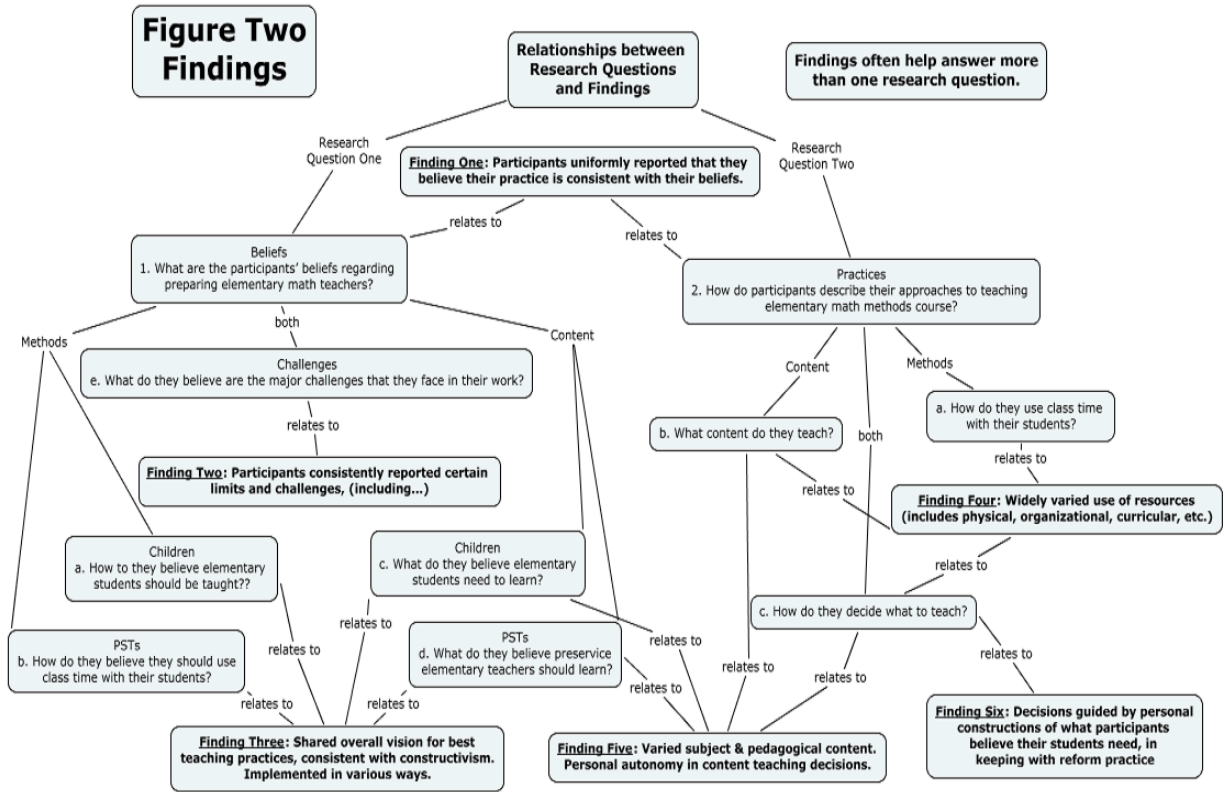 Figure Two
Findings
Relationships between
Research Questions
and Findings
Findings often help answer more
than one research question.
Research
Question One
Research
Question Two
Finding One: Participants uniformly reported that they
believe their practice is consistent with their beliefs.
relates to
relates to
Beliefs
1. What are the participants' beliefs regarding
preparing elementary math teachers?
Practices
2. How do participants describe their approaches to teaching
elementary math methods course?
Methods
both
Content
Challenges
e. What do they believe are the major challenges that they face in their work?
relates to
Finding Two: Participants consistently reported certain
limits and challenges, (including...)
Content
Methods
both
b. What content do they teach?
a. How do they use class time
with their students?
relates to
relates to
Finding Four: Widely varied use of resources
(includes physical, organizational, curricular, etc.)
relates to
Children
a. How to they believe elementary
students should be taught??
Children
c. What do they believe elementary
students need to learn?
PSTs
b. How do they believe they should use
class time with their students?
PSTs
d. What do they believe preservice
elementary teachers should learn?
c. How do they decide what to teach?
relates to
relates to
relates to
relates to
relates to
relates to
relates to
relates to
relates to
Finding Three: Shared overall vision for best
teaching practices, consistent with constructivism.
Implemented in various ways.
Finding Five: Varied subject & pedagogical content.
Personal autonomy in content teaching decisions.
Finding Six: Decisions guided by personal
constructions of what participants
believe their students need, in
keeping with reform practice